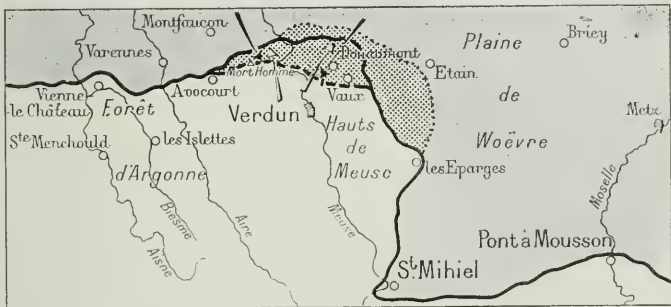 Montfaucon
Plaine
Briey
Varennes
Douaumont
Etain
Mort Homme
Vienne
-le Château
Avocourt
Vaux
de
Metz
Forêt
Verdun
Hauts
Woëvre
Ste Menehould
les Islettes
de
Meuse
les Eparges
d'Argonne
Moselle
Biesme
Aire
Meuse
Pont à Mousson
Aisne
St Mihiel